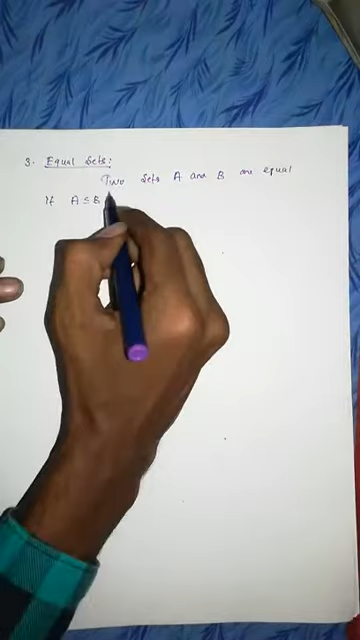 3. Equal Sets:
Two Sets A and B are equal
If A ⊆ B